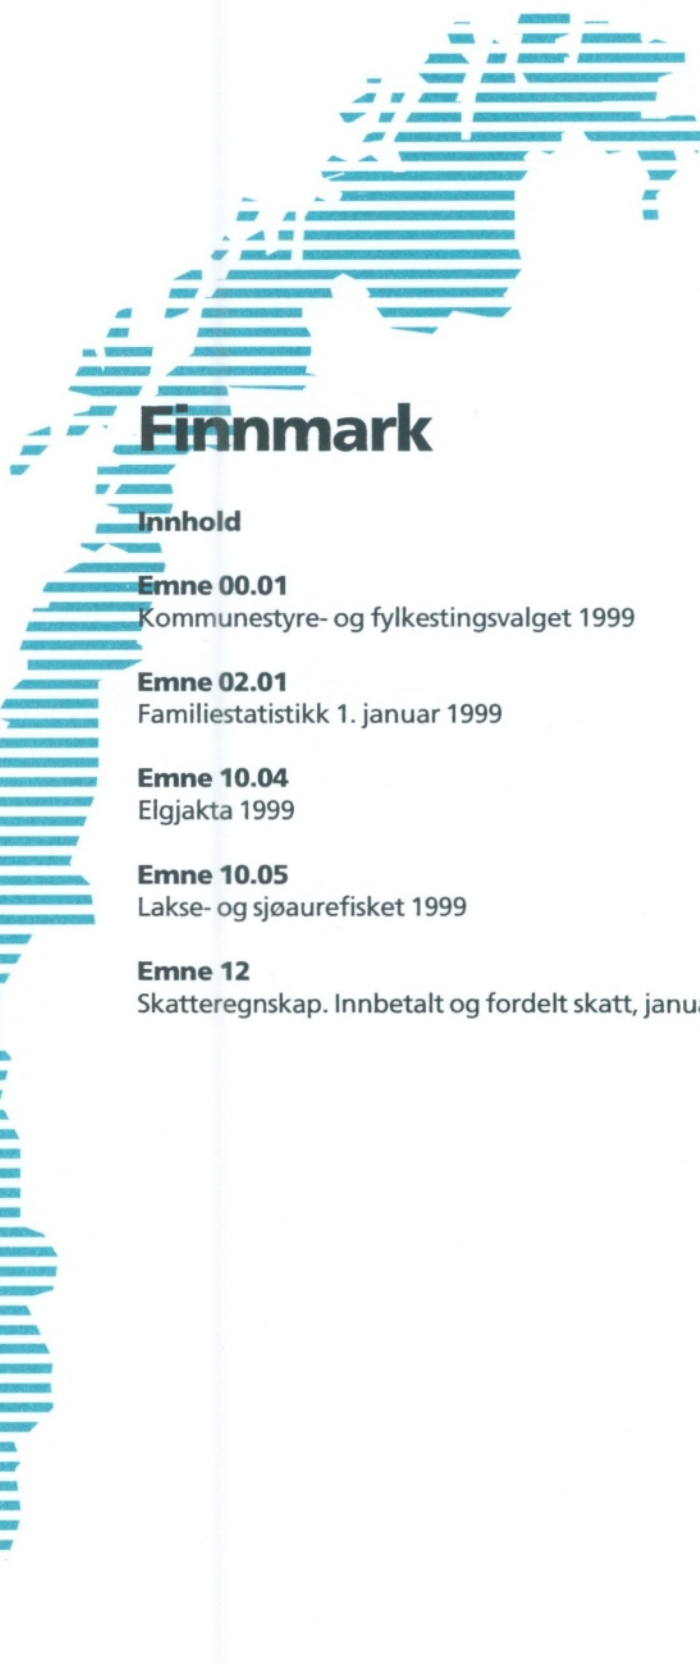 Finnmark
Innhold
Emne 00.01
Kommunestyre- og fylkestingsvalget 1999
Emne 02.01
Familiestatistikk 1. januar 1999
Emne 10.04
Elgjakta 1999
Emne 10.05
Lakse- og sjøaurefisket 1999
Emne 12
Skatteregnskap. Innbetalt og fordelt skatt,